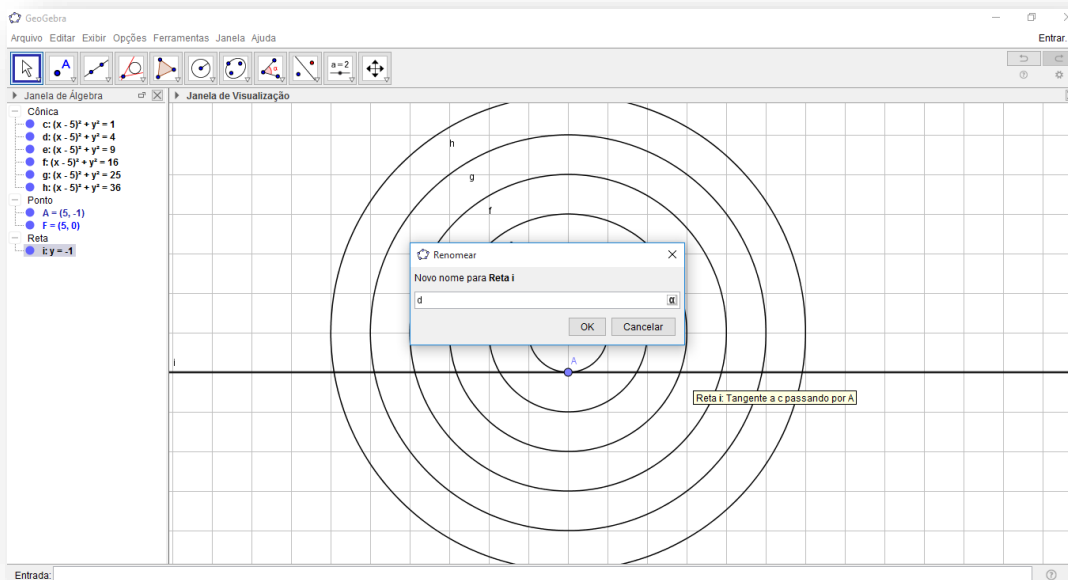 GeoGebra
Arquivo Editar Exibir Opções Ferramentas Janela Ajuda
Entrar.
A
a = 2
Janela de Álgebra
Janela de Visualização
Cônica
c: (x - 5)² + y² = 1
d: (x - 5)² + y² = 4
e: (x - 5)² + y² = 9
f: (x - 5)² + y² = 16
g: (x - 5)² + y² = 25
h: (x - 5)² + y² = 36
Ponto
A = (5, -1)
F = (5, 0)
Reta
i: y = -1
h
g
f
Renomear
Novo nome para Reta i
d
α
OK Cancelar
A
i
Reta i: Tangente a c passando por A
Entrada: